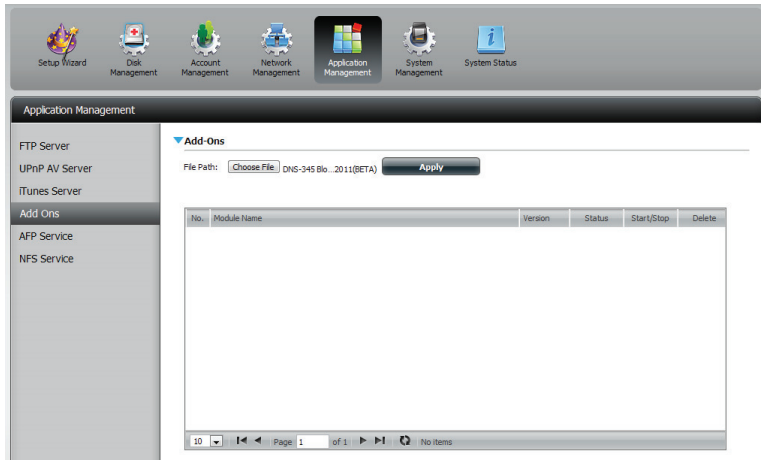 Setup Wizard
Disk Management
Account Management
Network Management
Application Management
System Management
System Status
Application Management
FTP Server
UPnP AV Server
iTunes Server
Add Ons
AFP Service
NFS Service
Add-Ons
File Path: Choose File DNS-345 Blo...2011(BETA) Apply
No. Module Name Version Status Start/Stop Delete
10 Page 1 of 1 No items